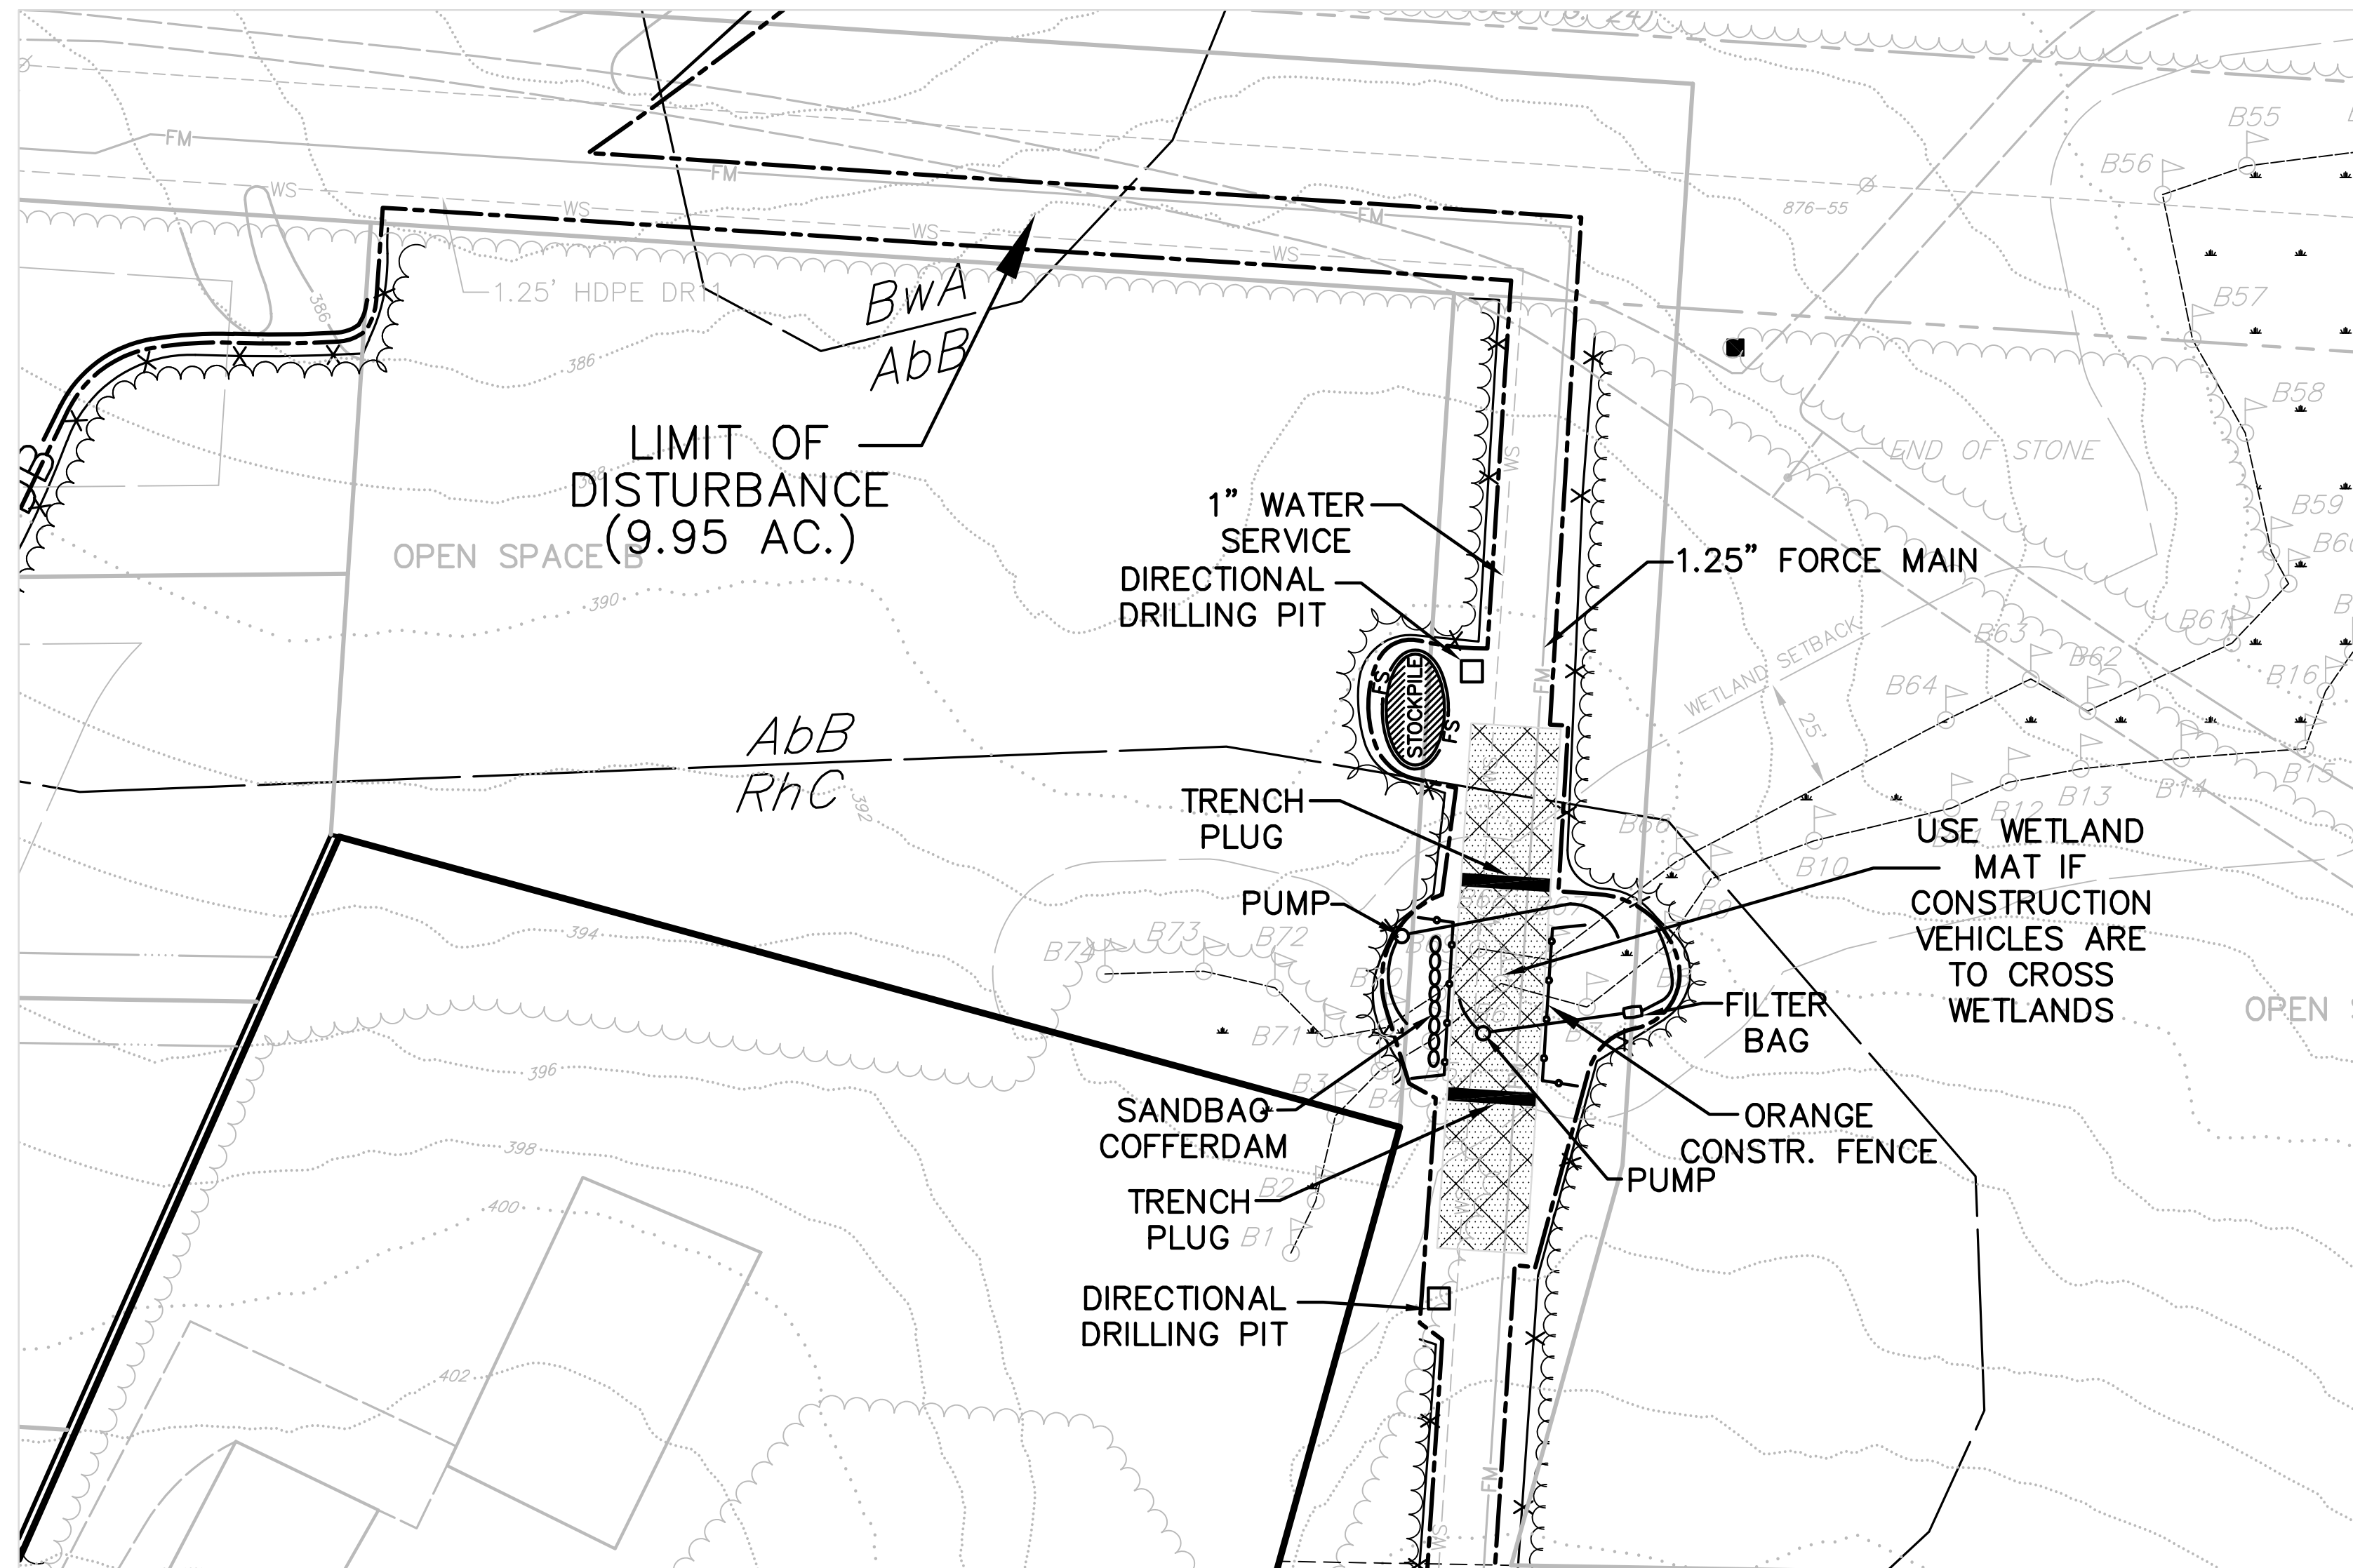 FM
FM
FM
WS
WS
WS
WS
876-55
B55
B56
B57
B58
B59
B61
B62
B63
B64
B16
B15
B14
B13
B12
B10
B66
B9
B7
1.25' HDPE DR11
386
386
BwA
AbB
LIMIT OF
DISTURBANCE
(9.95 AC.)
388
OPEN SPACE B
390
END OF STONE
1" WATER
SERVICE
WS
DIRECTIONAL
DRILLING PIT
1.25" FORCE MAIN
FM
WETLAND SETBACK
25'
STOCKPILE
FS
FS
AbB
RhC
392
TRENCH
PLUG
USE WETLAND
MAT IF
CONSTRUCTION
VEHICLES ARE
TO CROSS
WETLANDS
PUMP
394
B74
B73
B72
B71
B3
B4
B2
B1
FILTER
BAG
OPEN
396
SANDBAG
COFFERDAM
ORANGE
CONSTR. FENCE
PUMP
398
TRENCH
PLUG
400
DIRECTIONAL
DRILLING PIT
402
FM
WS